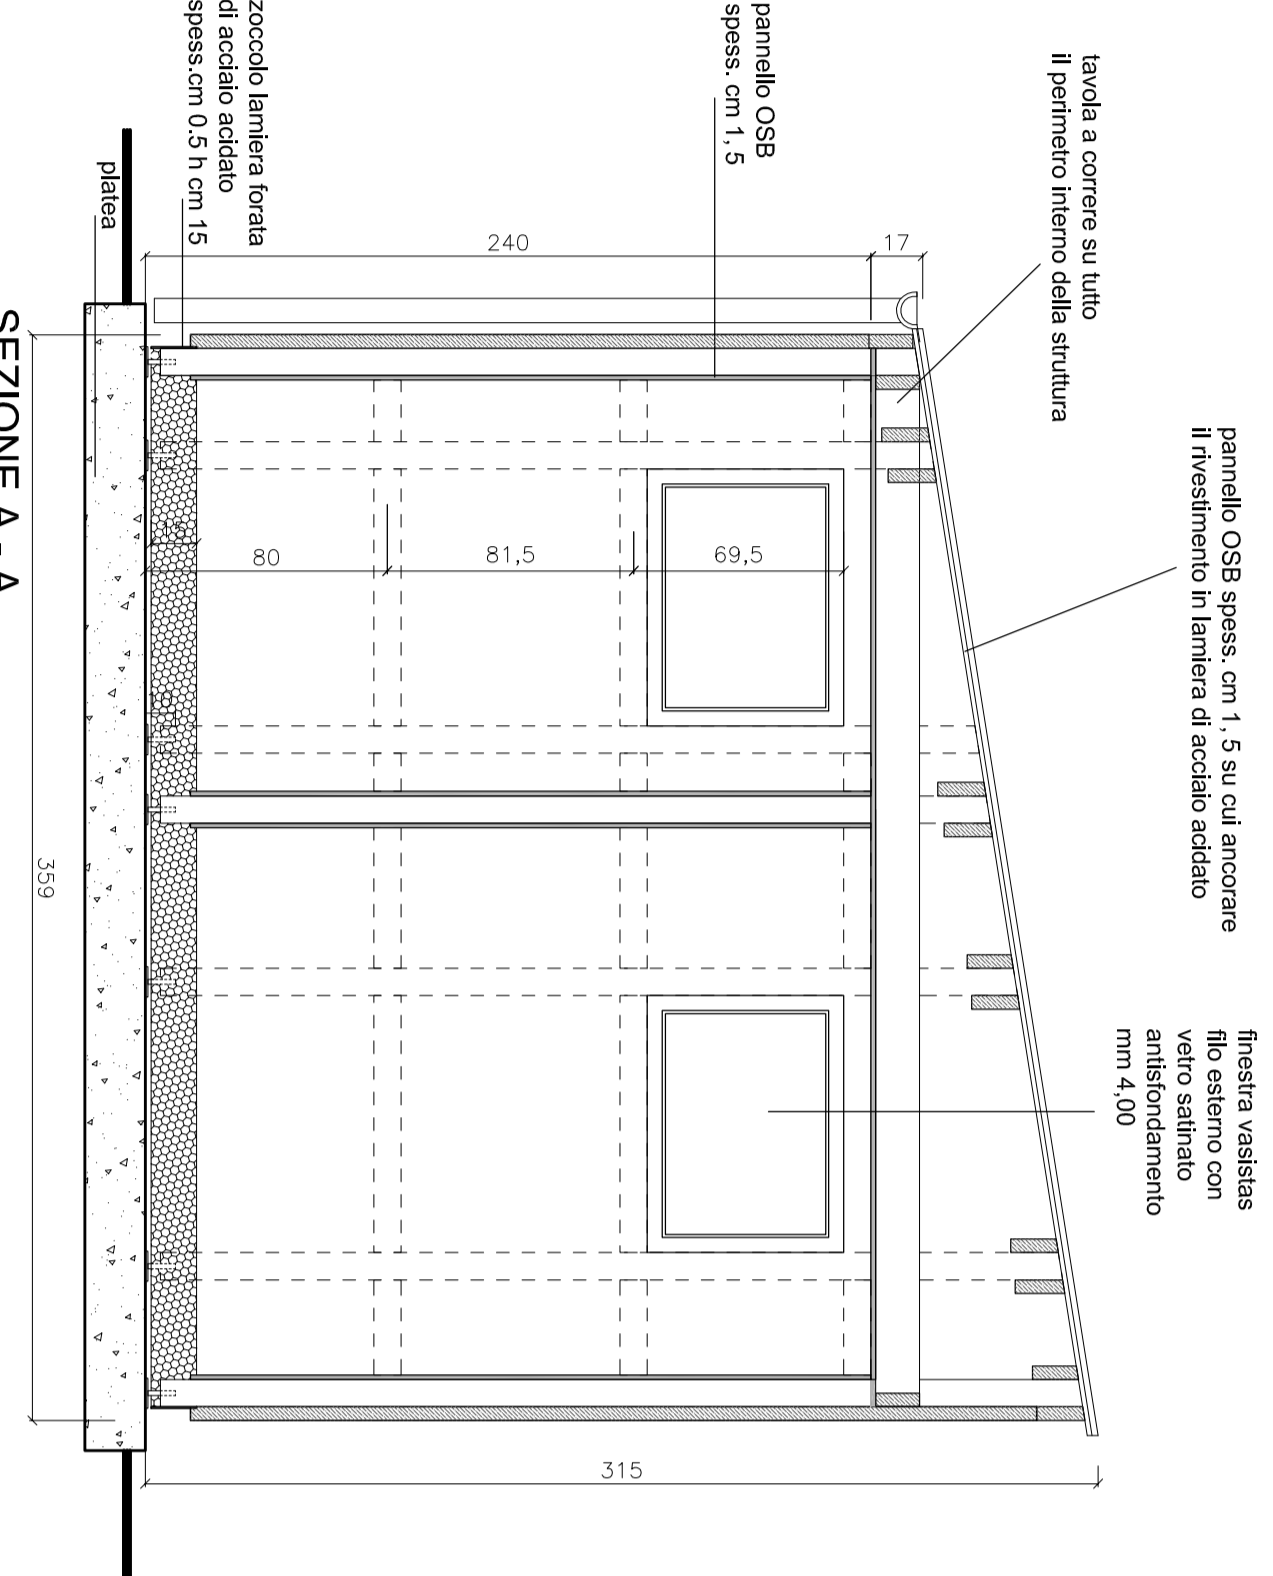 tavola a correre su tutto
il perimetro interno della struttura
pannello OSB spess. cm 1, 5 su cui ancorare
il rivestimento in lamiera di acciaio acidato
finestra vasistas
filo esterno con
vetro satinato
antisfondamento
mm 4,00
pannello OSB
spess. cm 1, 5
zoccolo lamiera forata
di acciaio acidato
spess.cm 0.5 h cm 15
platea
17
240
69,5
81,5
80
15
315
359
SEZIONE A - A